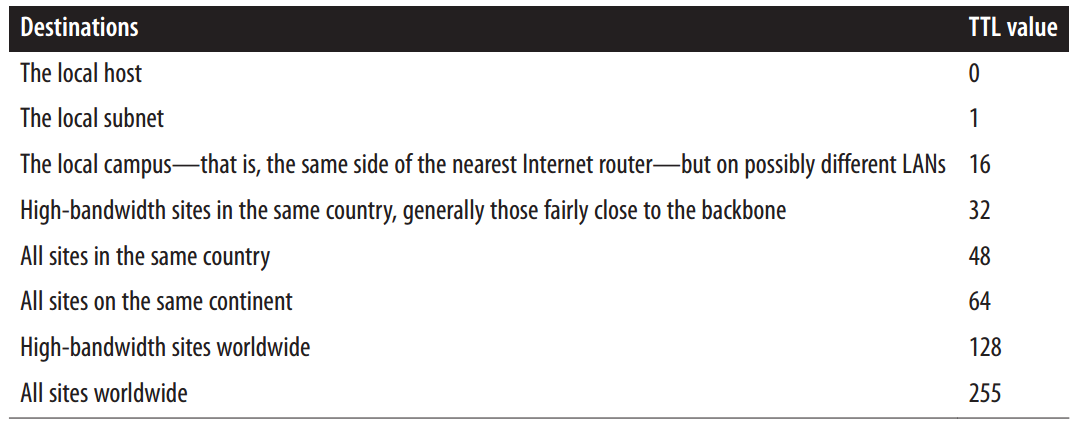 Destinations TTL value
The local host 0
The local subnet 1
The local campus—that is, the same side of the nearest Internet router—but on possibly different LANs 16
High-bandwidth sites in the same country, generally those fairly close to the backbone 32
All sites in the same country 48
All sites on the same continent 64
High-bandwidth sites worldwide 128
All sites worldwide 255